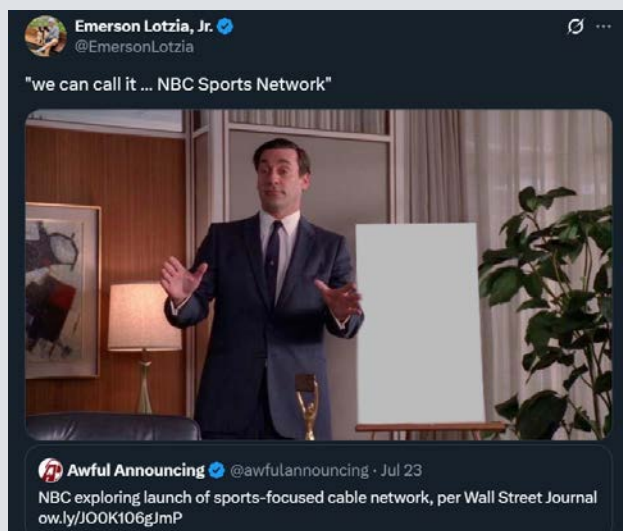 Emerson Lotzia, Jr.
@EmersonLotzia
"we can call it ... NBC Sports Network"
Awful Announcing @awfulannouncing · Jul 23
NBC exploring launch of sports-focused cable network, per Wall Street Journal
ow.ly/JO0K106gJmP